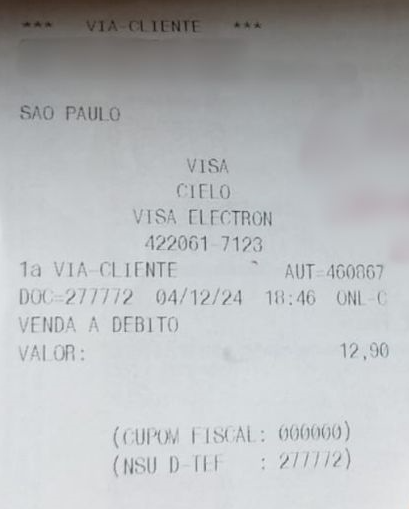 *** VIA-CLIENTE ***
SAO PAULO
VISA
CIELO
VISA ELECTRON
422061-7123
1a VIA-CLIENTE AUT=460867
DOC=277772 04/12/24 18:46 ONL-C
VENDA A DEBITO
VALOR: 12,90
(CUPOM FISCAL: 000000)
(NSU D-TEF : 277772)